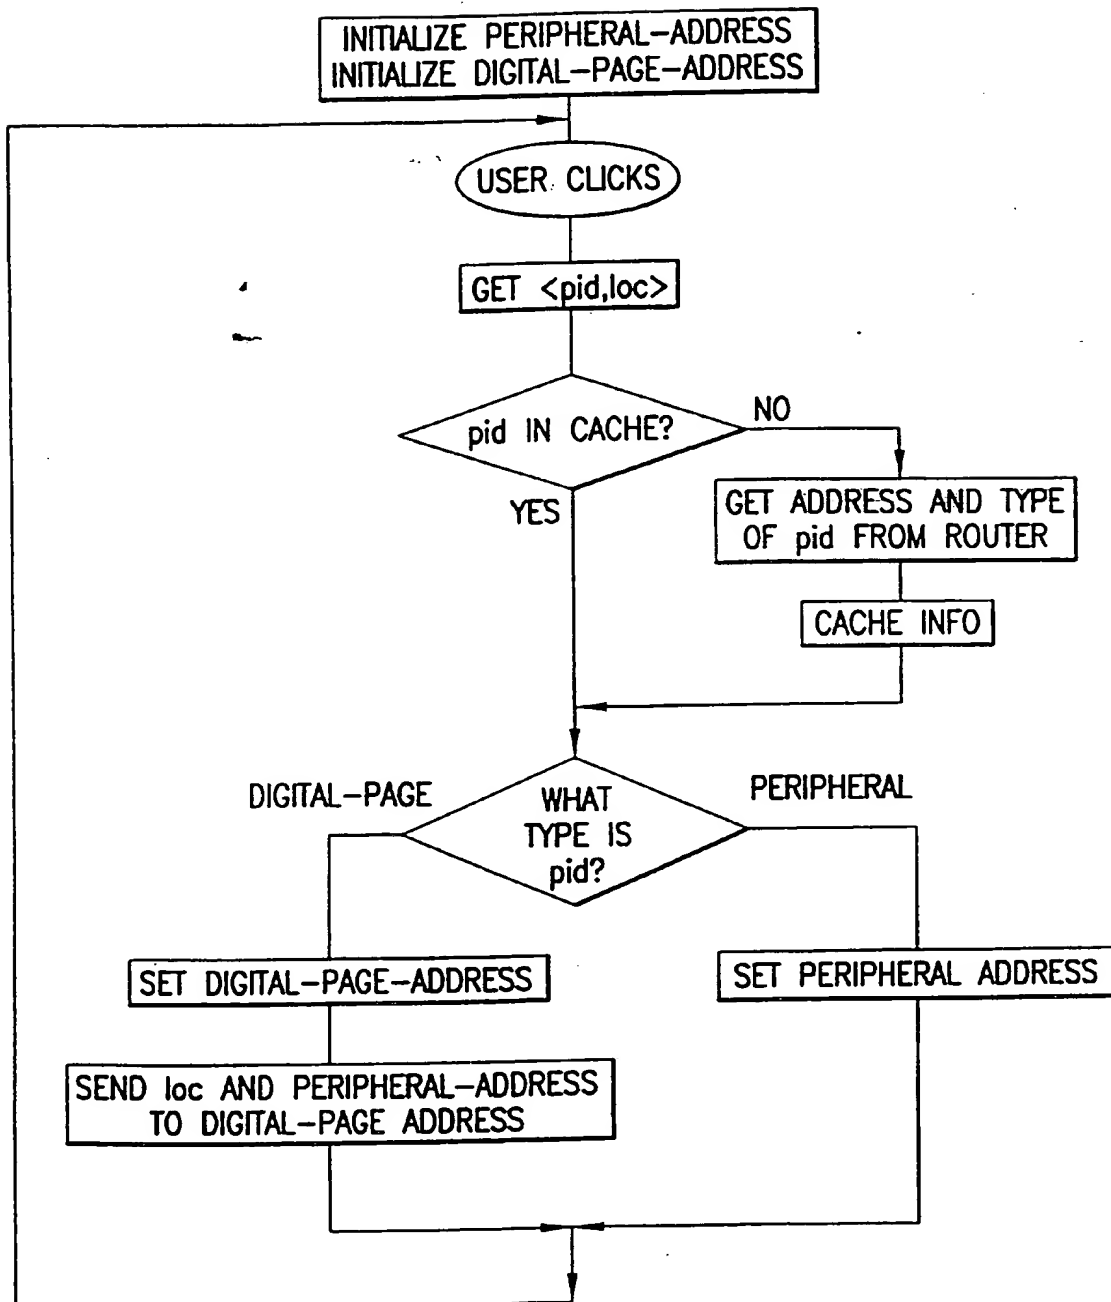 INITIALIZE PERIPHERAL-ADDRESS
INITIALIZE DIGITAL-PAGE-ADDRESS
USER CLICKS
GET <pid,loc>
pid IN CACHE?
NO
YES
GET ADDRESS AND TYPE
OF pid FROM ROUTER
CACHE INFO
DIGITAL-PAGE
WHAT
TYPE IS
pid?
PERIPHERAL
SET DIGITAL-PAGE-ADDRESS
SET PERIPHERAL ADDRESS
SEND loc AND PERIPHERAL-ADDRESS
TO DIGITAL-PAGE ADDRESS